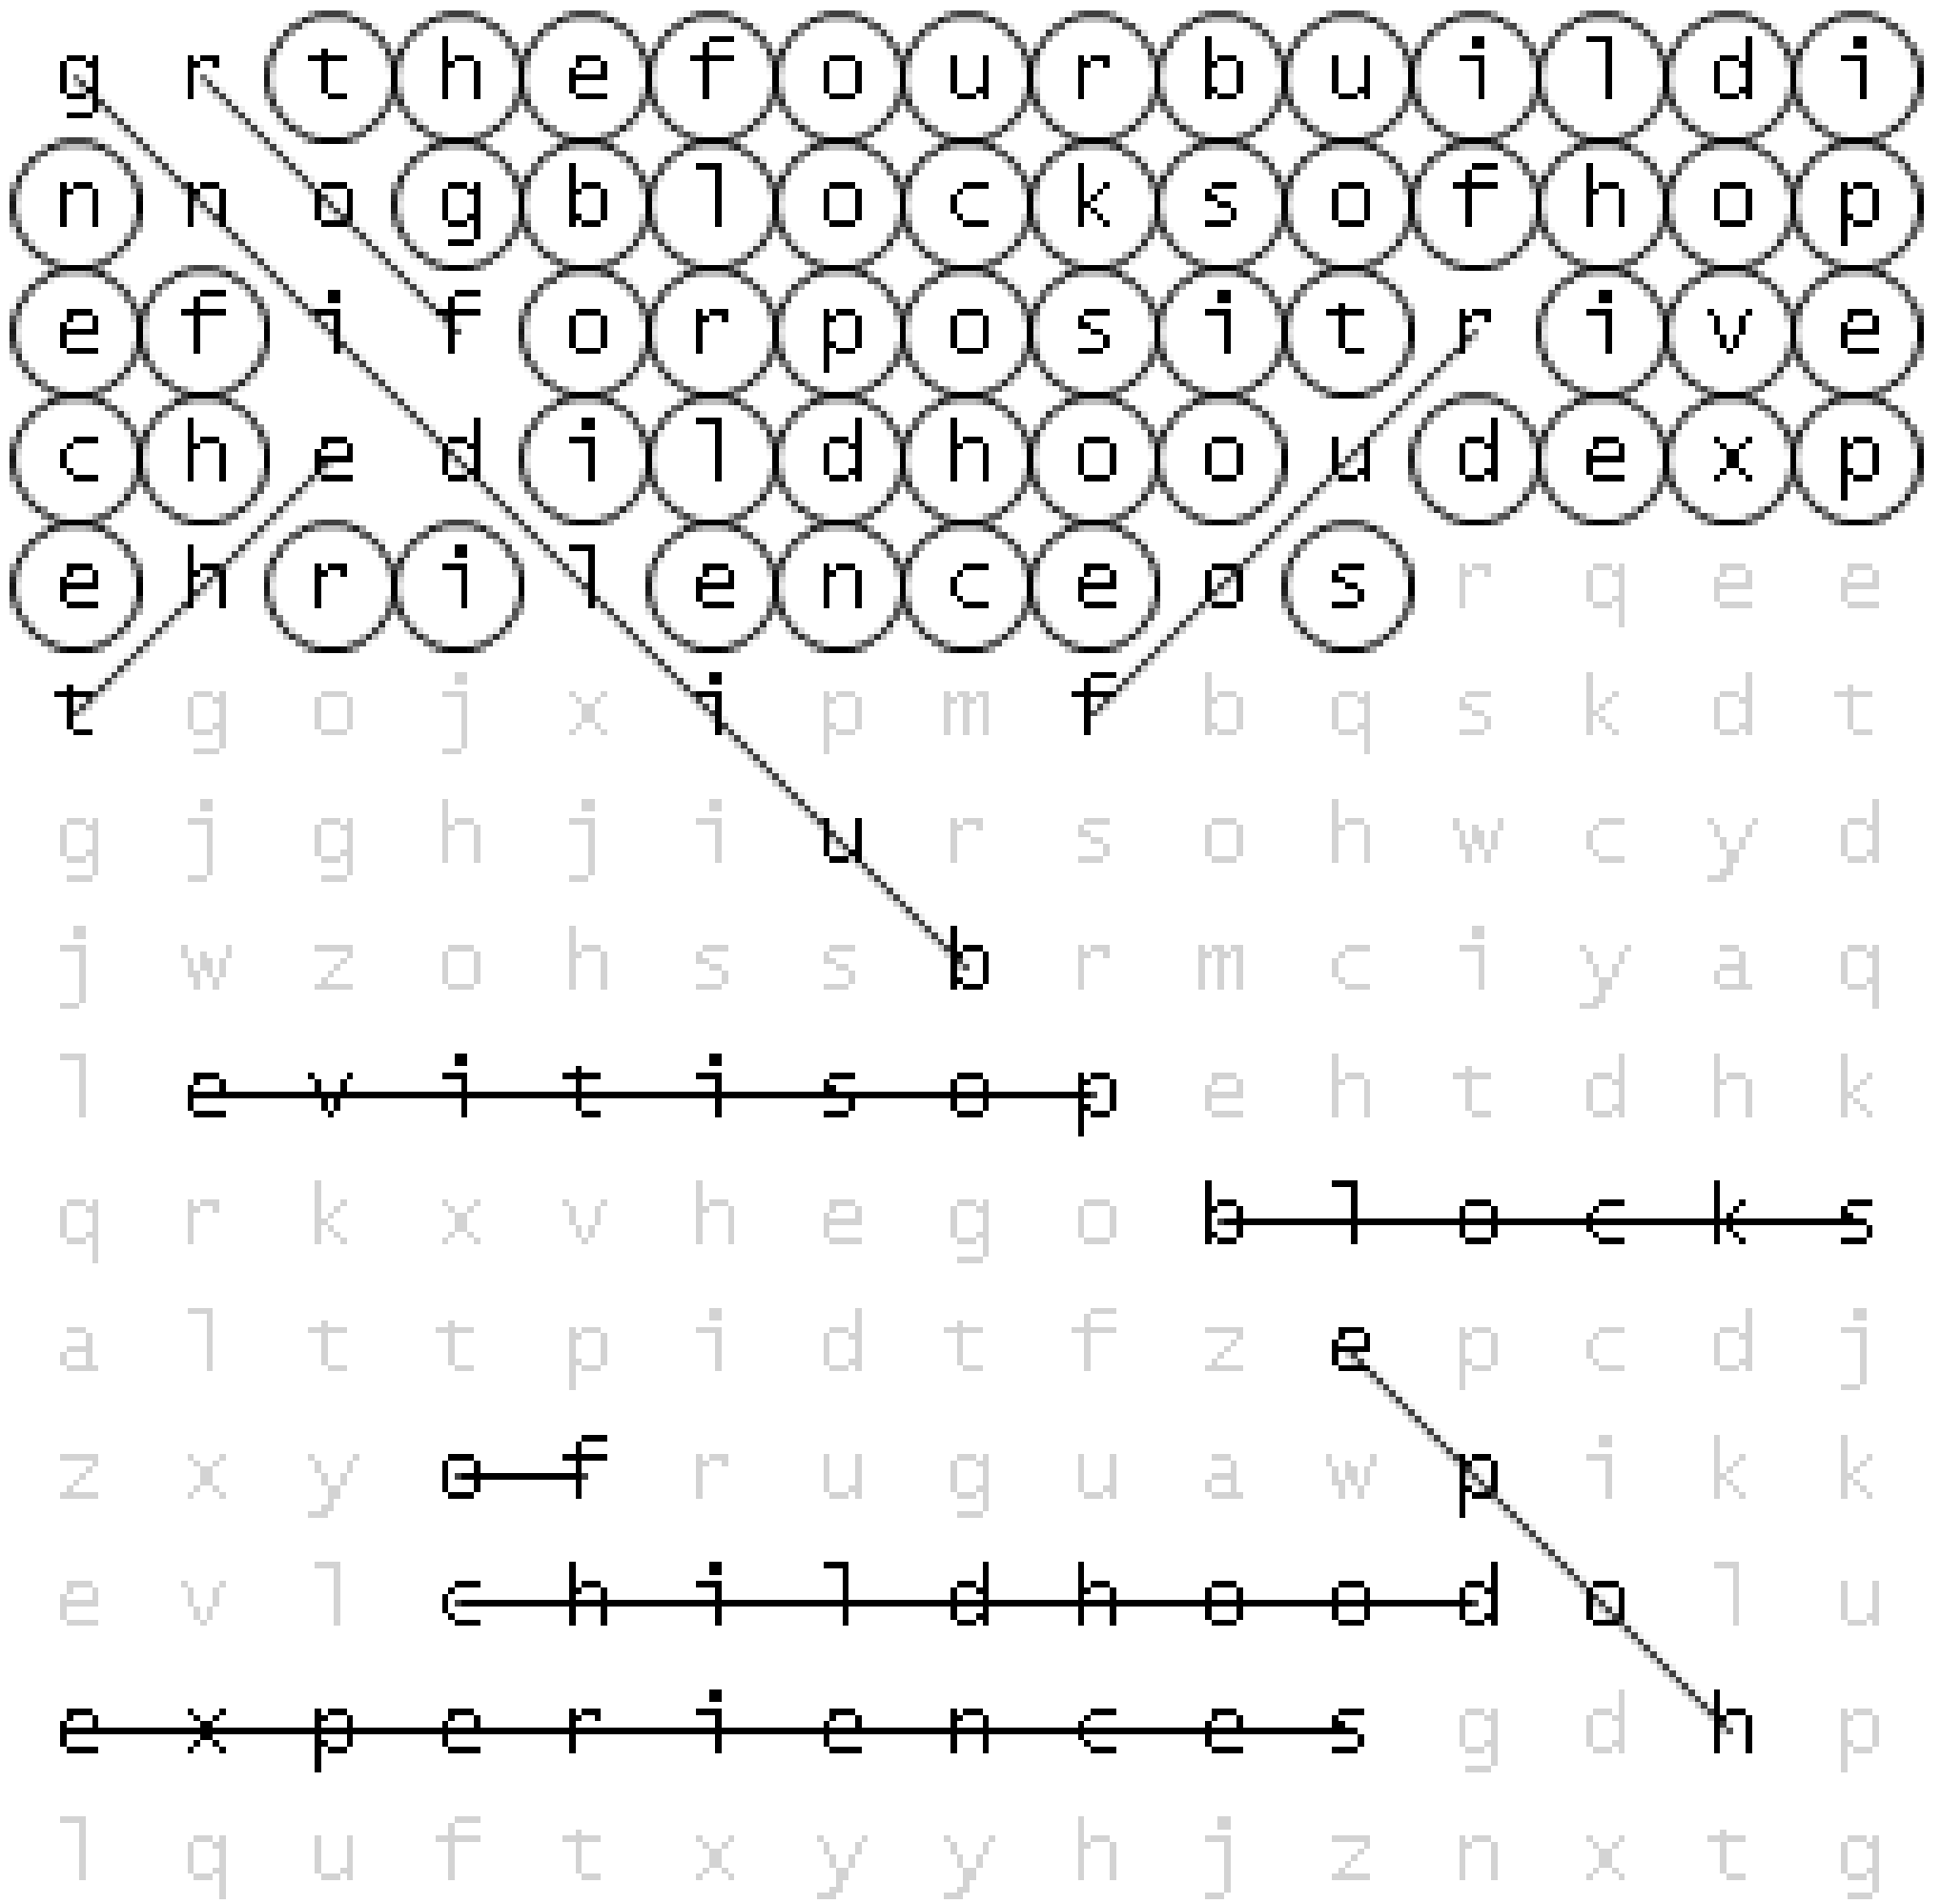 g r t h e f o u r b u i l d i
n n o g b l o c k s o f h o p
e f i f o r p o s i t r i v e
c h e d i l d h o o u d e x p
e h r i l e n c e o s r q e e
t g o j x i p m f b q s k d t
g j g h j i u r s o h w c y d
j w z o h s s b r m c i y a q
l e v i t i s o p e h t d h k
q r k x v h e g o b l o c k s
a l t t p i d t f z e p c d j
z x y o f r u g u a w p i k k
e v l c h i l d h o o d o l u
e x p e r i e n c e s g d h p
l q u f t x y y h j z n x t g